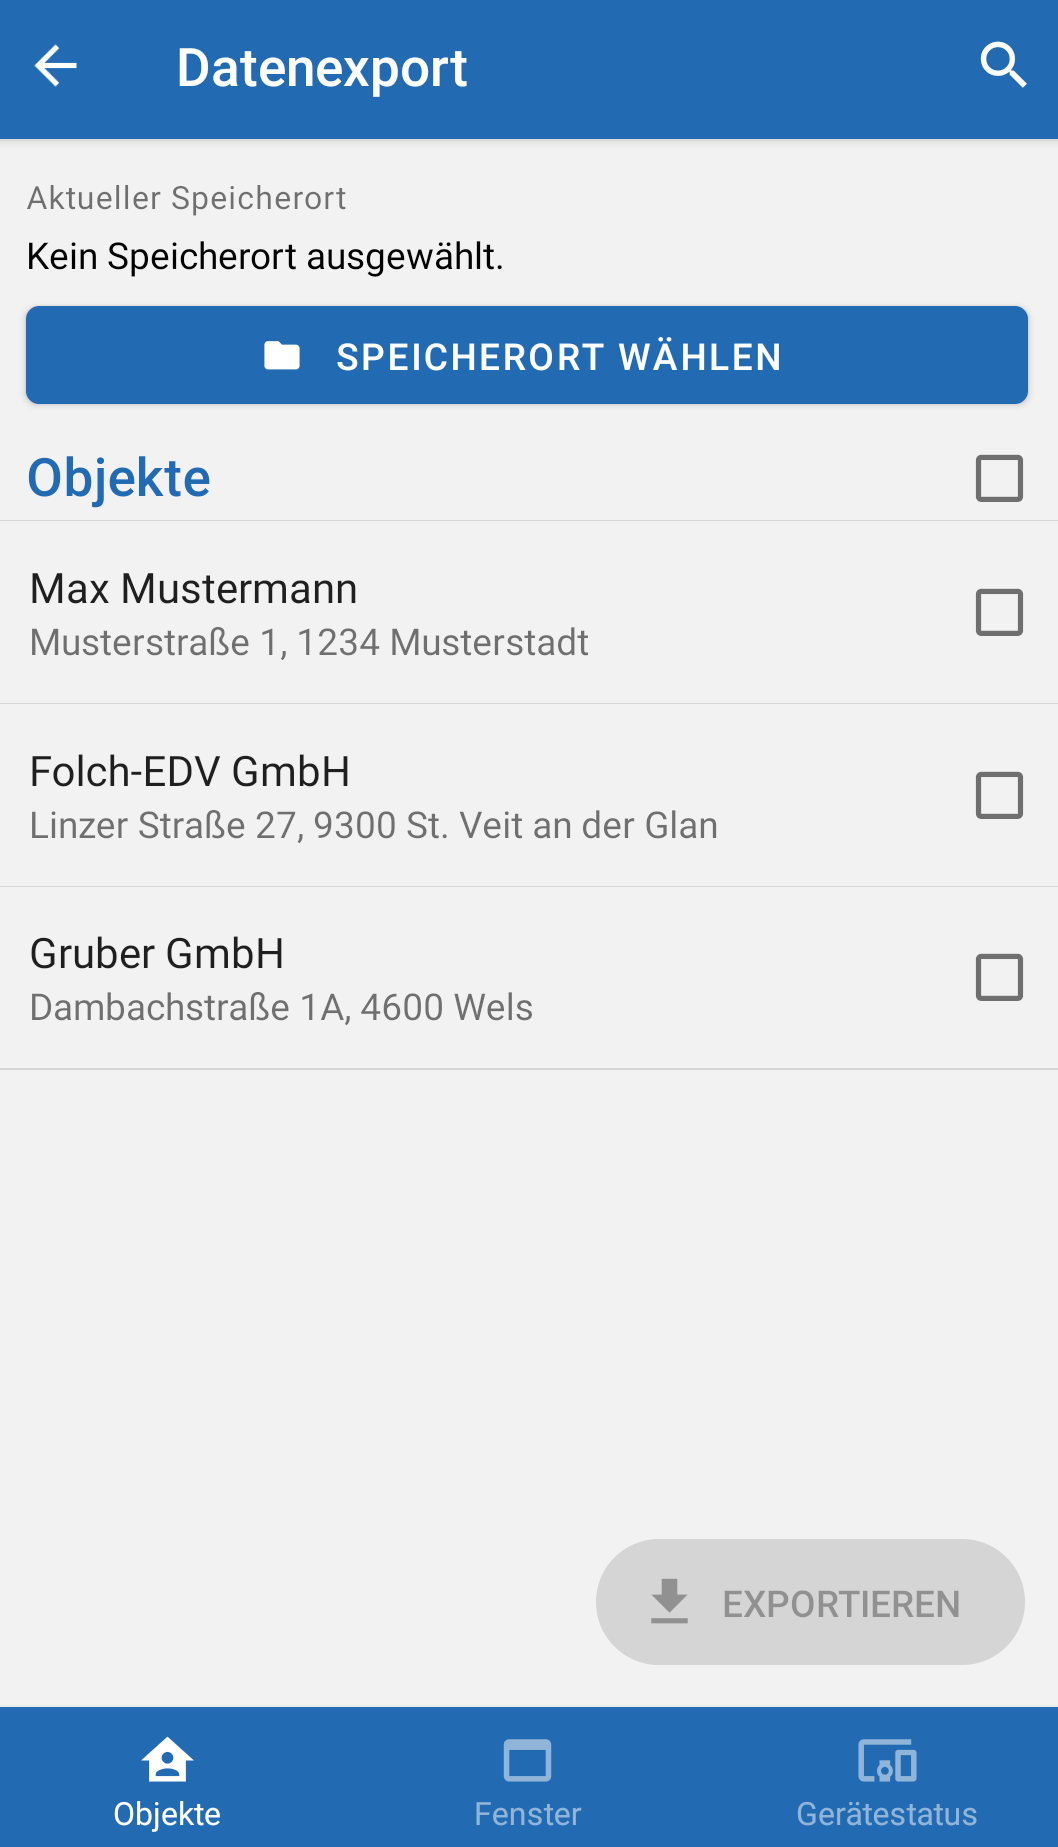 Datenexport
Aktueller Speicherort
Kein Speicherort ausgewählt.
SPEICHERORT WÄHLEN
Objekte
Max Mustermann
Musterstraße 1, 1234 Musterstadt
Folch-EDV GmbH
Linzer Straße 27, 9300 St. Veit an der Glan
Gruber GmbH
Dambachstraße 1A, 4600 Wels
EXPORTIEREN
Objekte
Fenster
Gerätestatus